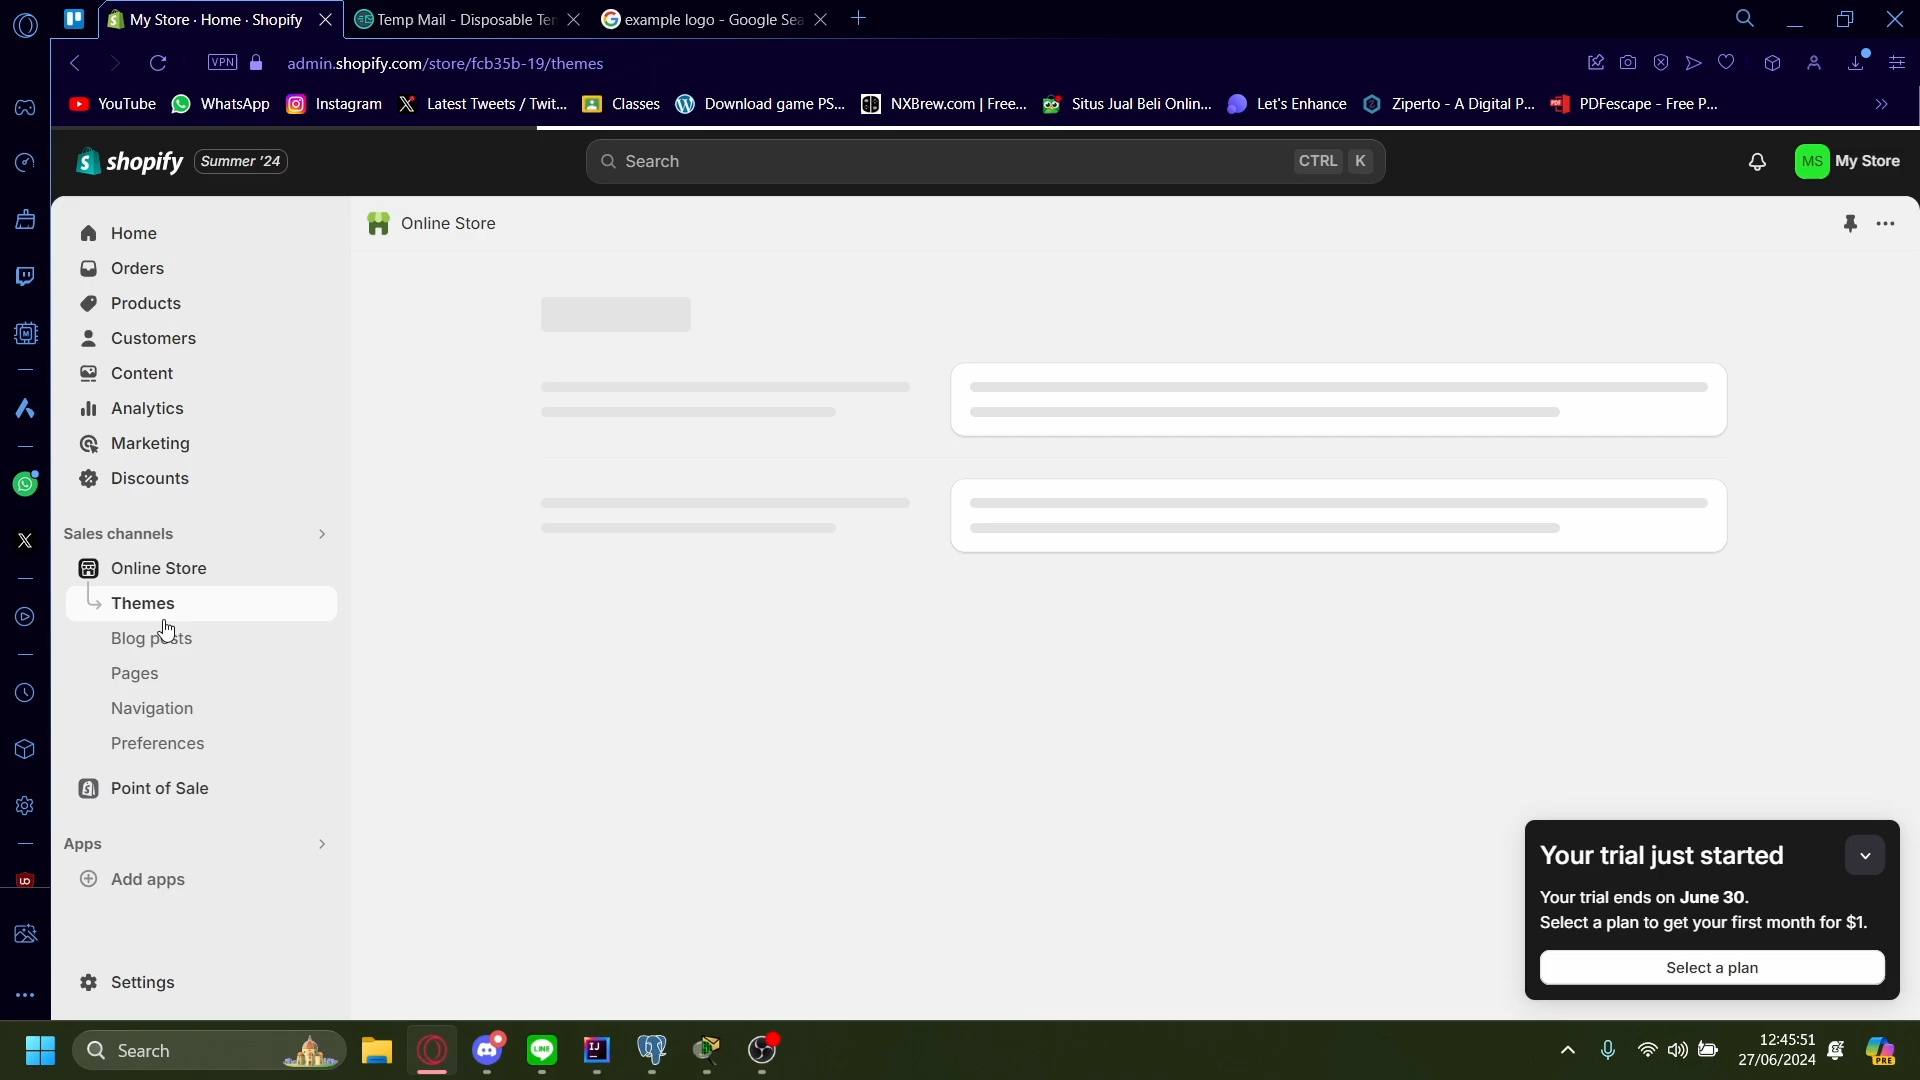 My Store · Home · Shopify
Temp Mail - Disposable Ten
example logo - Google Sea
VPN
admin.shopify.com/store/fcb35b-19/themes
YouTube
WhatsApp
Instagram
Latest Tweets / Twit...
Classes
Download game PS...
NXBrew.com | Free...
Situs Jual Beli Onlin...
Let's Enhance
Ziperto - A Digital P...
PDFescape - Free P...
shopify
Summer '24
Search
CTRL K
MS
My Store
Home
Orders
Products
Customers
Content
Analytics
Marketing
Discounts
Sales channels
Online Store
Themes
Blog posts
Pages
Navigation
Preferences
Point of Sale
Apps
Add apps
Settings
Online Store
Your trial just started
Your trial ends on June 30.
Select a plan to get your first month for $1.
Select a plan
Search
LINE
IJ
12:45:51
27/06/2024
PRE